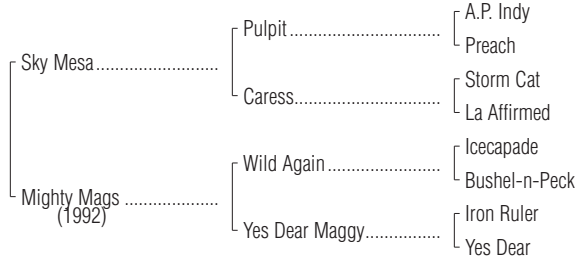 A.P. Indy
Pulpit
Preach
Sky Mesa
Storm Cat
Caress
La Affirmed
Icecapade
Wild Again
Bushel-n-Peck
Mighty Mags
(1992)
Iron Ruler
Yes Dear Maggy
Yes Dear